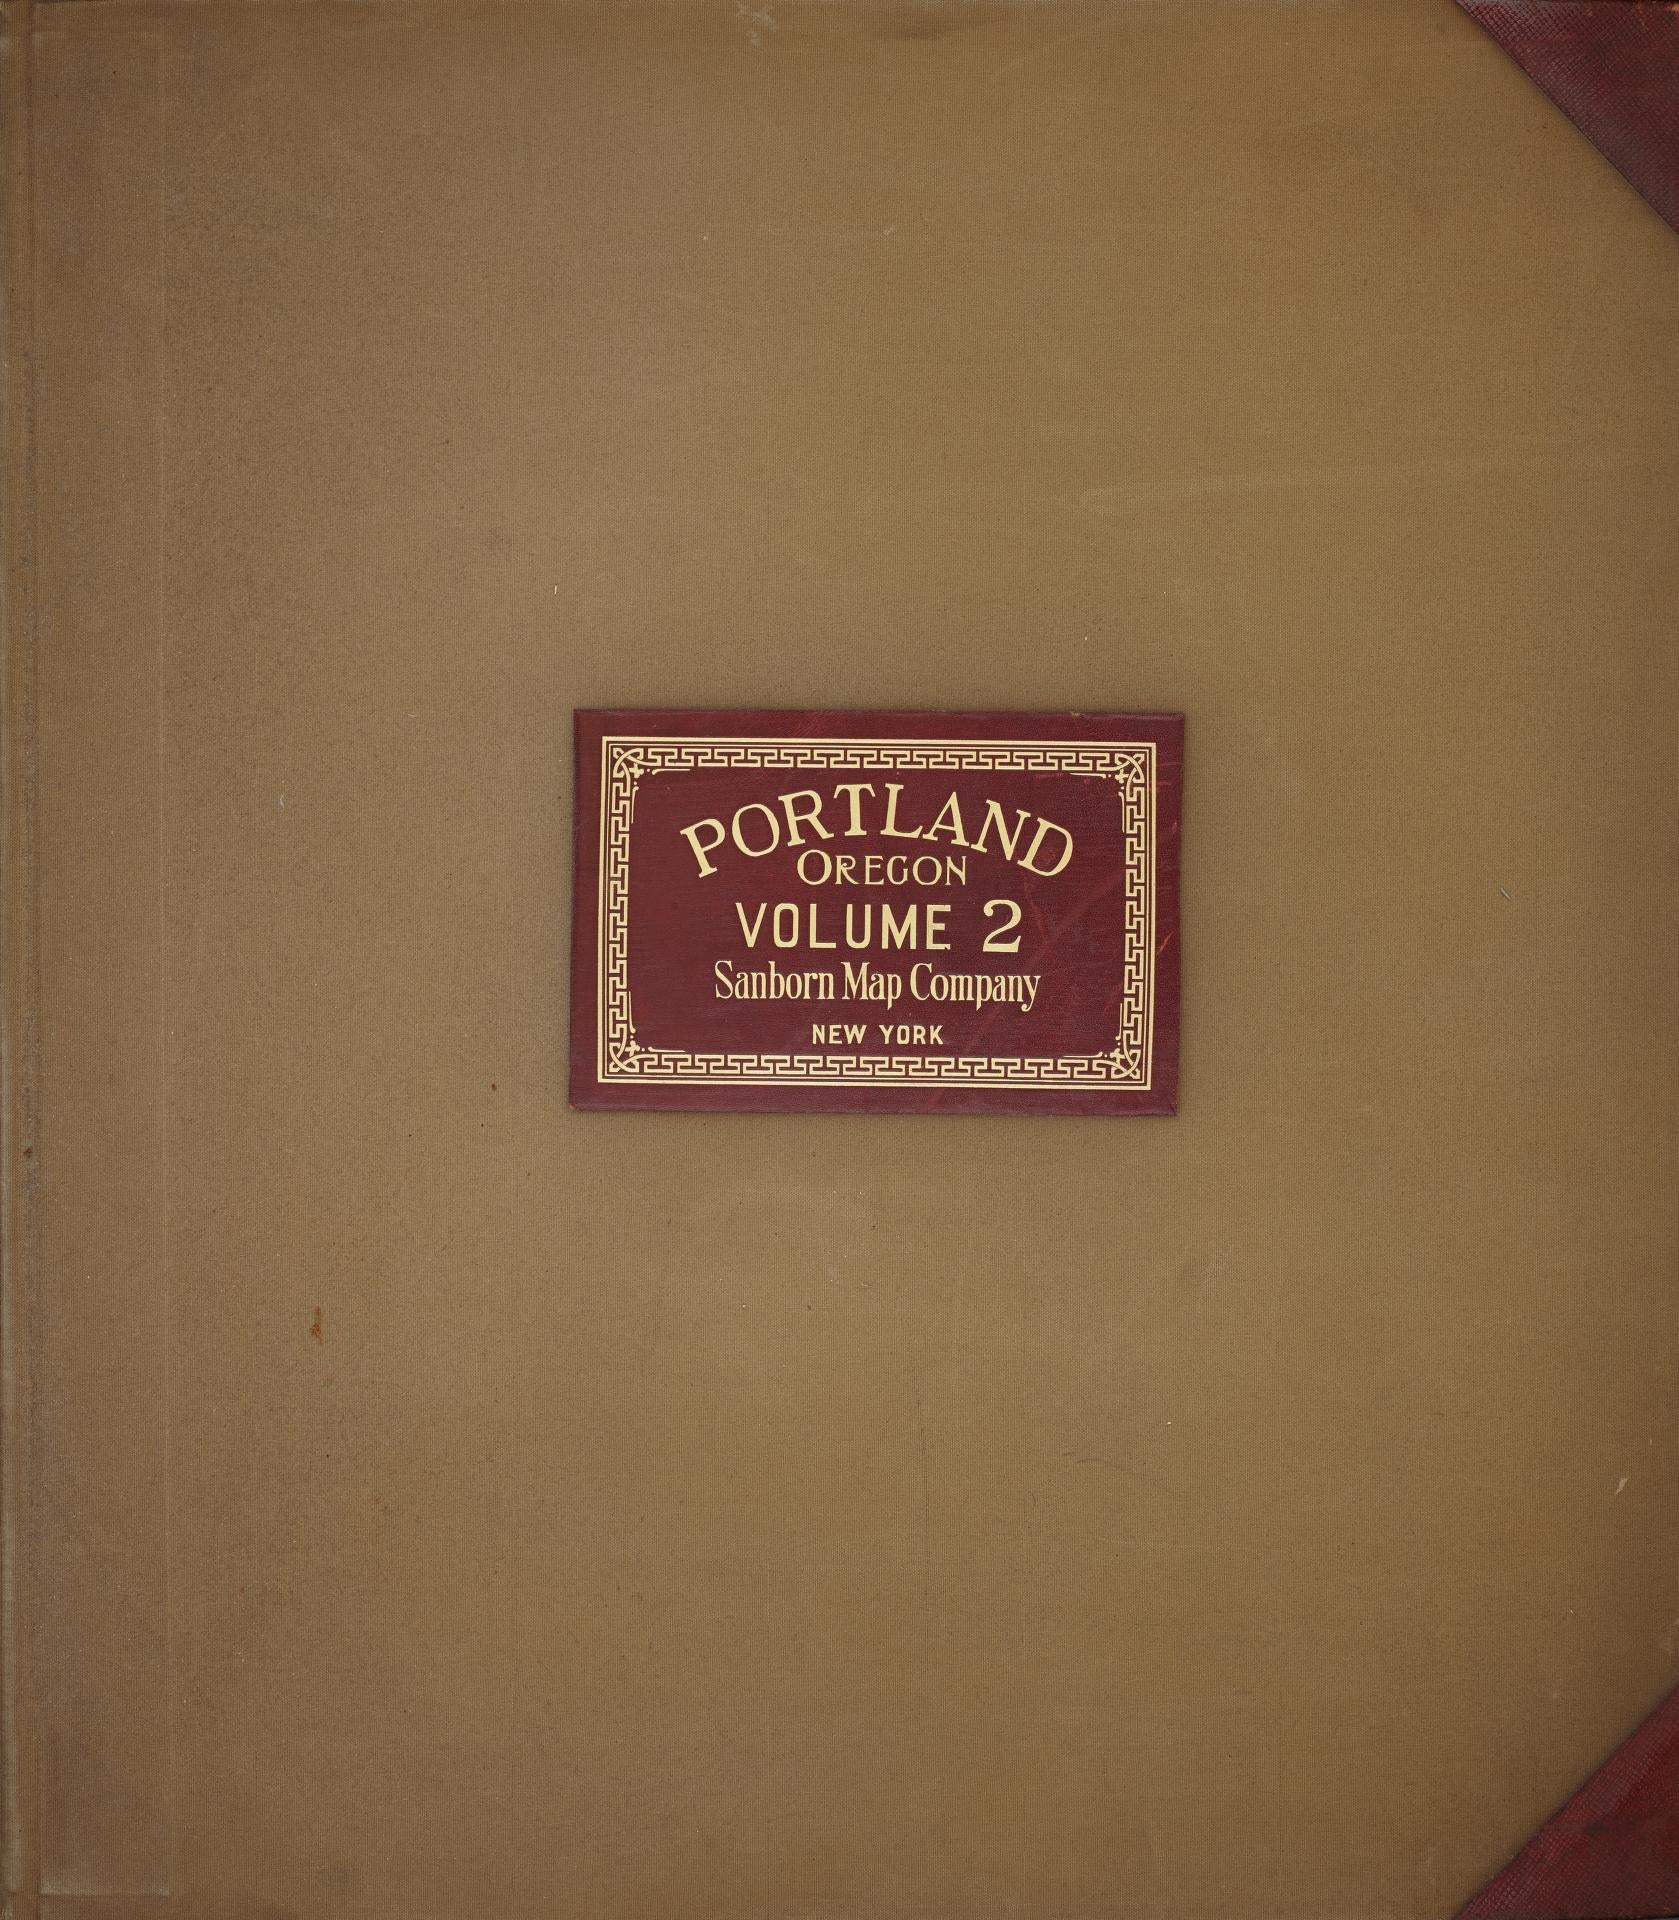 PORTLAND
OREGON
VOLUME 2
Sanborn Map Company
NEW YORK